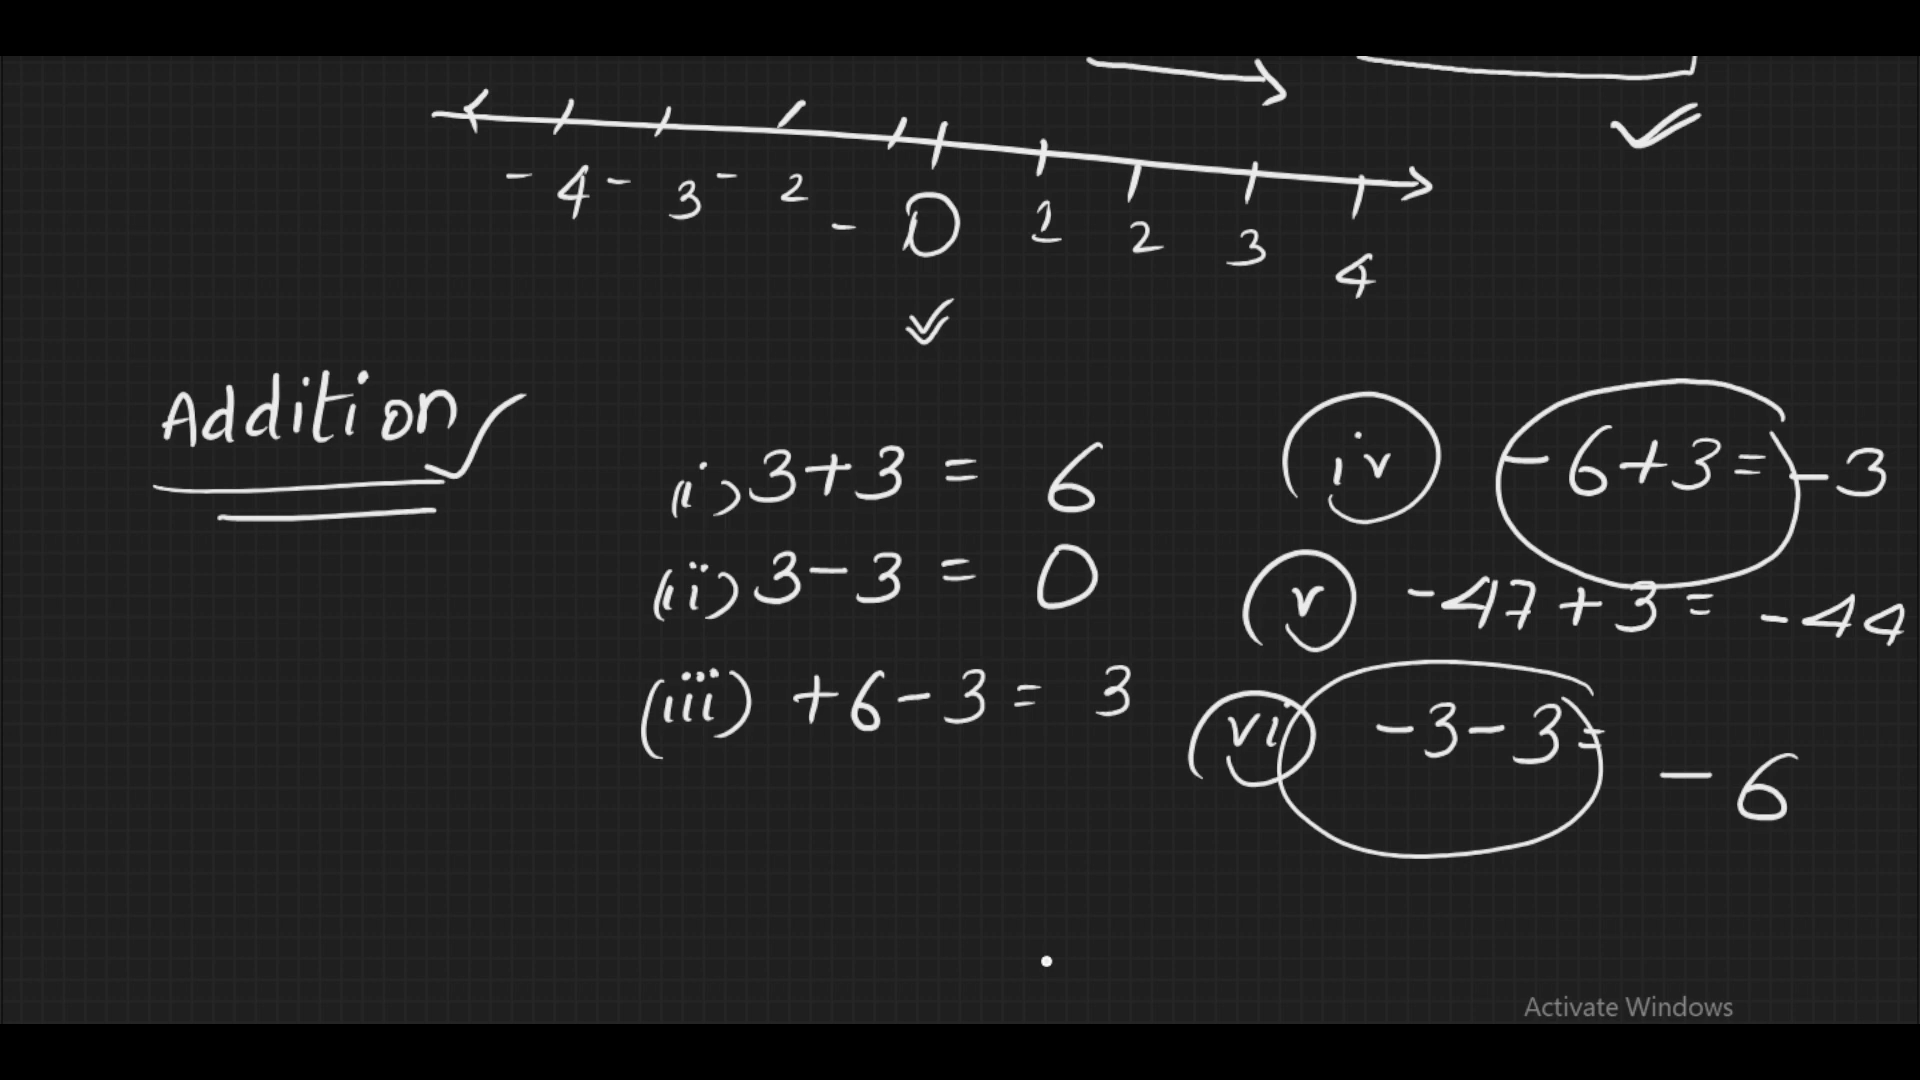 - 4 - 3 - 2 - 0 1 2 3 4
Addition
(i) 3+3 = 6
(ii) 3-3 = 0
(iii) +6-3 = 3
iv -6+3 = -3
v -47+3 = -44
vi -3-3= -6
Activate Windows